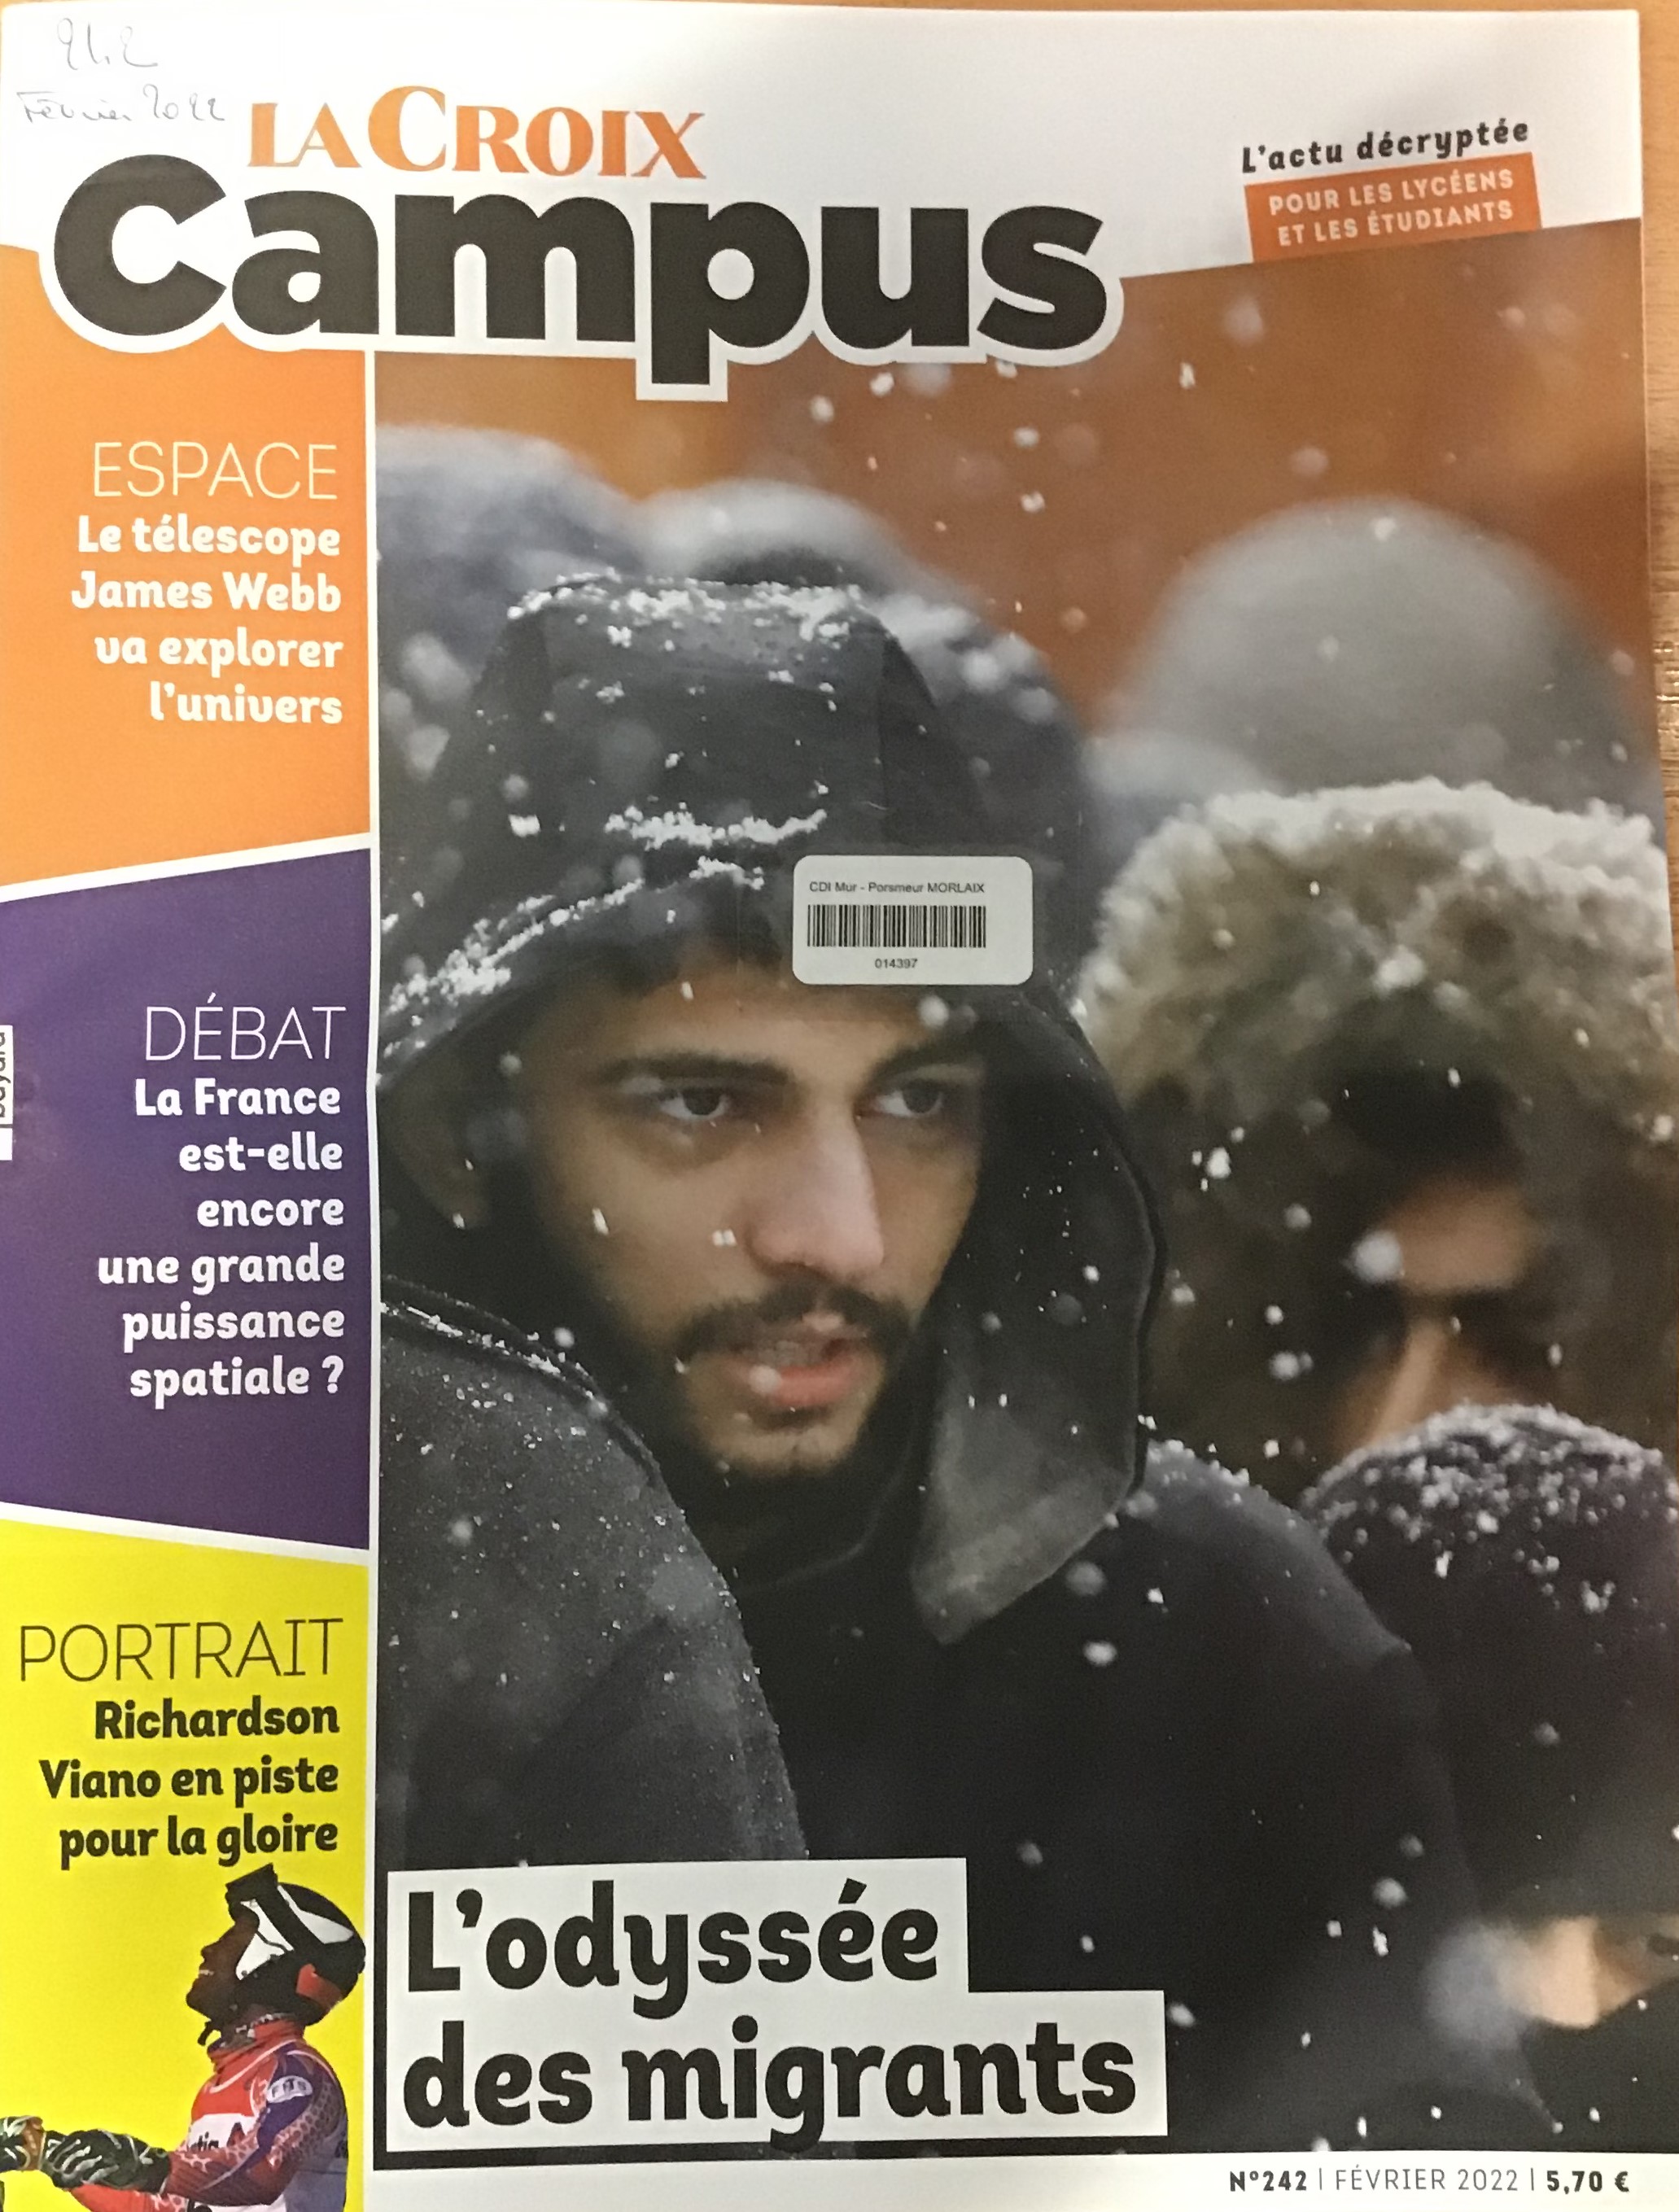 Février 2022
LA CROIX
Campus
L'actu décryptée
POUR LES LYCÉENS
ET LES ÉTUDIANTS
ESPACE
Le télescope
James Webb
va explorer
l'univers
CDI Mur - Porsmeur MORLAIX
014397
DÉBAT
La France
est-elle
encore
une grande
puissance
spatiale ?
bayard
PORTRAIT
Richardson
Viano en piste
pour la gloire
L'odyssée
des migrants
N°242 | FÉVRIER 2022 | 5,70 €